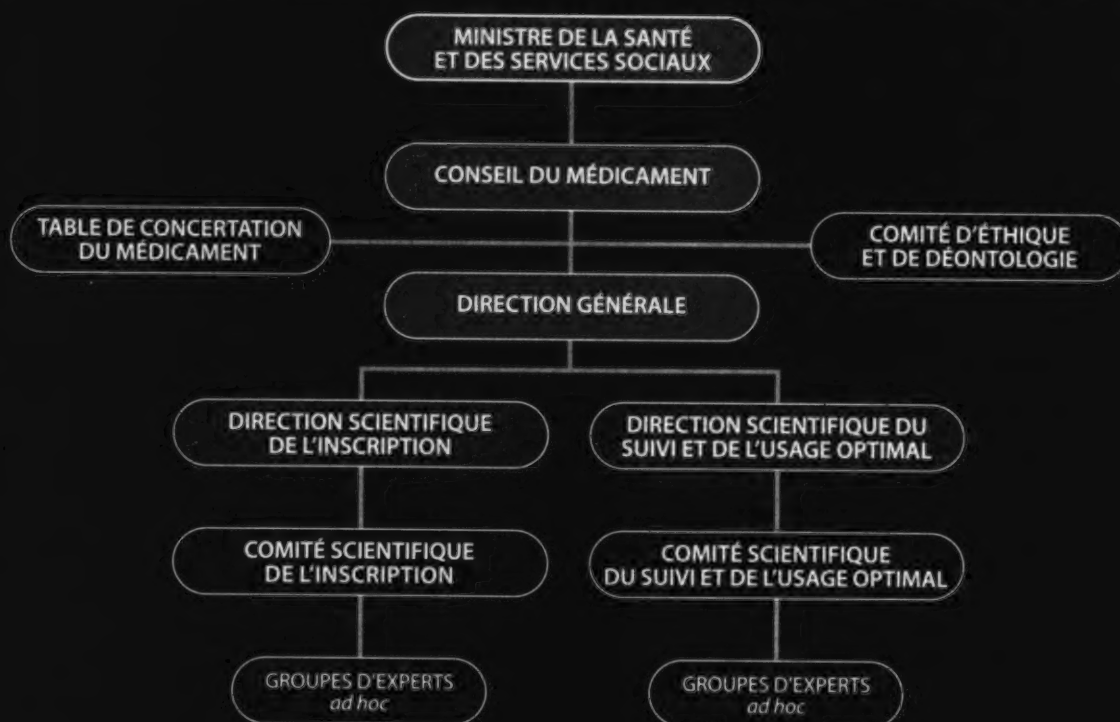 MINISTRE DE LA SANTÉ
ET DES SERVICES SOCIAUX
CONSEIL DU MÉDICAMENT
TABLE DE CONCERTATION
DU MÉDICAMENT
COMITÉ D'ÉTHIQUE
ET DE DÉONTOLOGIE
DIRECTION GÉNÉRALE
DIRECTION SCIENTIFIQUE
DE L'INSCRIPTION
DIRECTION SCIENTIFIQUE DU
SUIVI ET DE L'USAGE OPTIMAL
COMITÉ SCIENTIFIQUE
DE L'INSCRIPTION
COMITÉ SCIENTIFIQUE
DU SUIVI ET DE L'USAGE OPTIMAL
GROUPES D'EXPERTS
ad hoc
GROUPES D'EXPERTS
ad hoc